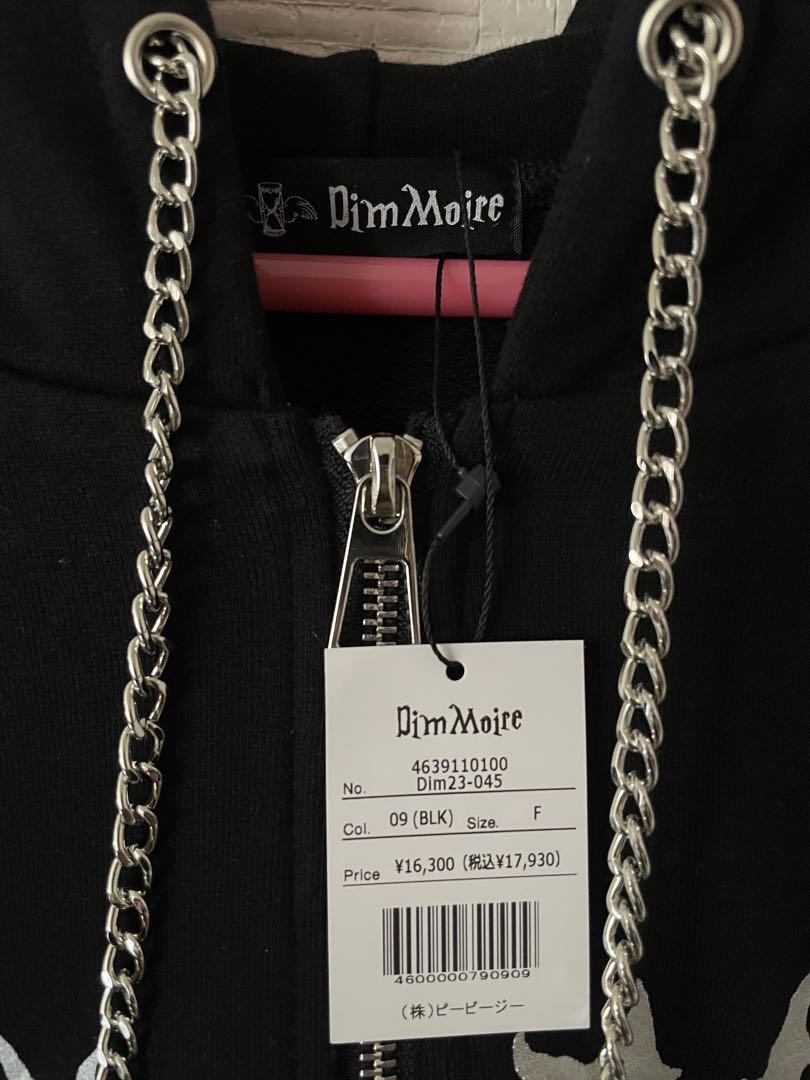 DimMoire
DimMoire
4639110100
No. Dim23-045
Col. 09 (BLK) Size. F
Price ¥16,300 (税込¥17,930)
4600000790909
(株)ピービージー